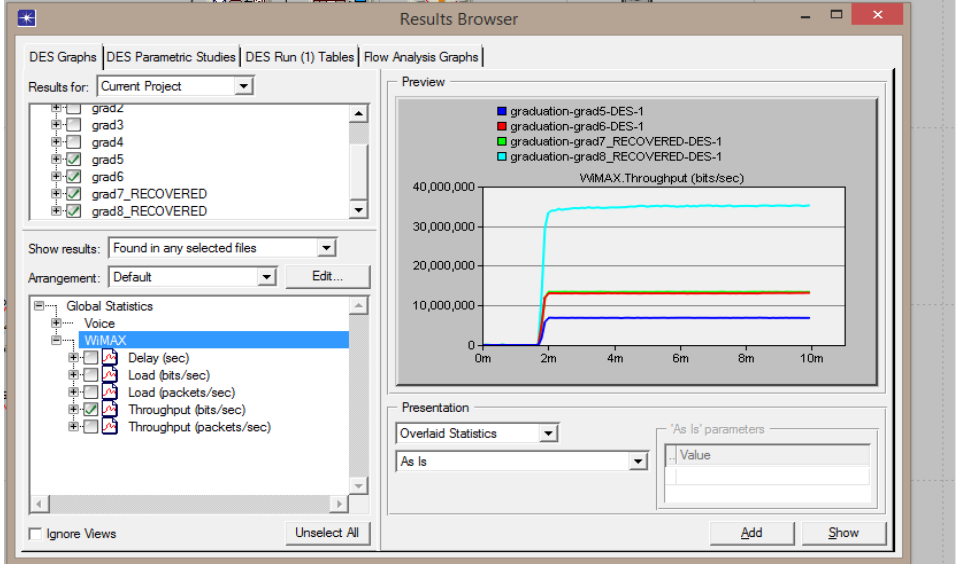 Results Browser
DES Graphs DES Parametric Studies DES Run (1) Tables Flow Analysis Graphs
Results for: Current Project
grad2
grad3
grad4
grad5
grad6
grad7_RECOVERED
grad8_RECOVERED
Show results: Found in any selected files
Arrangement: Default Edit...
Global Statistics
Voice
WiMAX
Delay (sec)
Load (bits/sec)
Load (packets/sec)
Throughput (bits/sec)
Throughput (packets/sec)
Ignore Views Unselect All
Preview
graduation-grad5-DES-1
graduation-grad6-DES-1
graduation-grad7_RECOVERED-DES-1
graduation-grad8_RECOVERED-DES-1
WiMAX.Throughput (bits/sec)
40,000,000
30,000,000
20,000,000
10,000,000
0
0m 2m 4m 6m 8m 10m
Presentation
Overlaid Statistics
As Is
'As Is' parameters
.. Value
Add Show